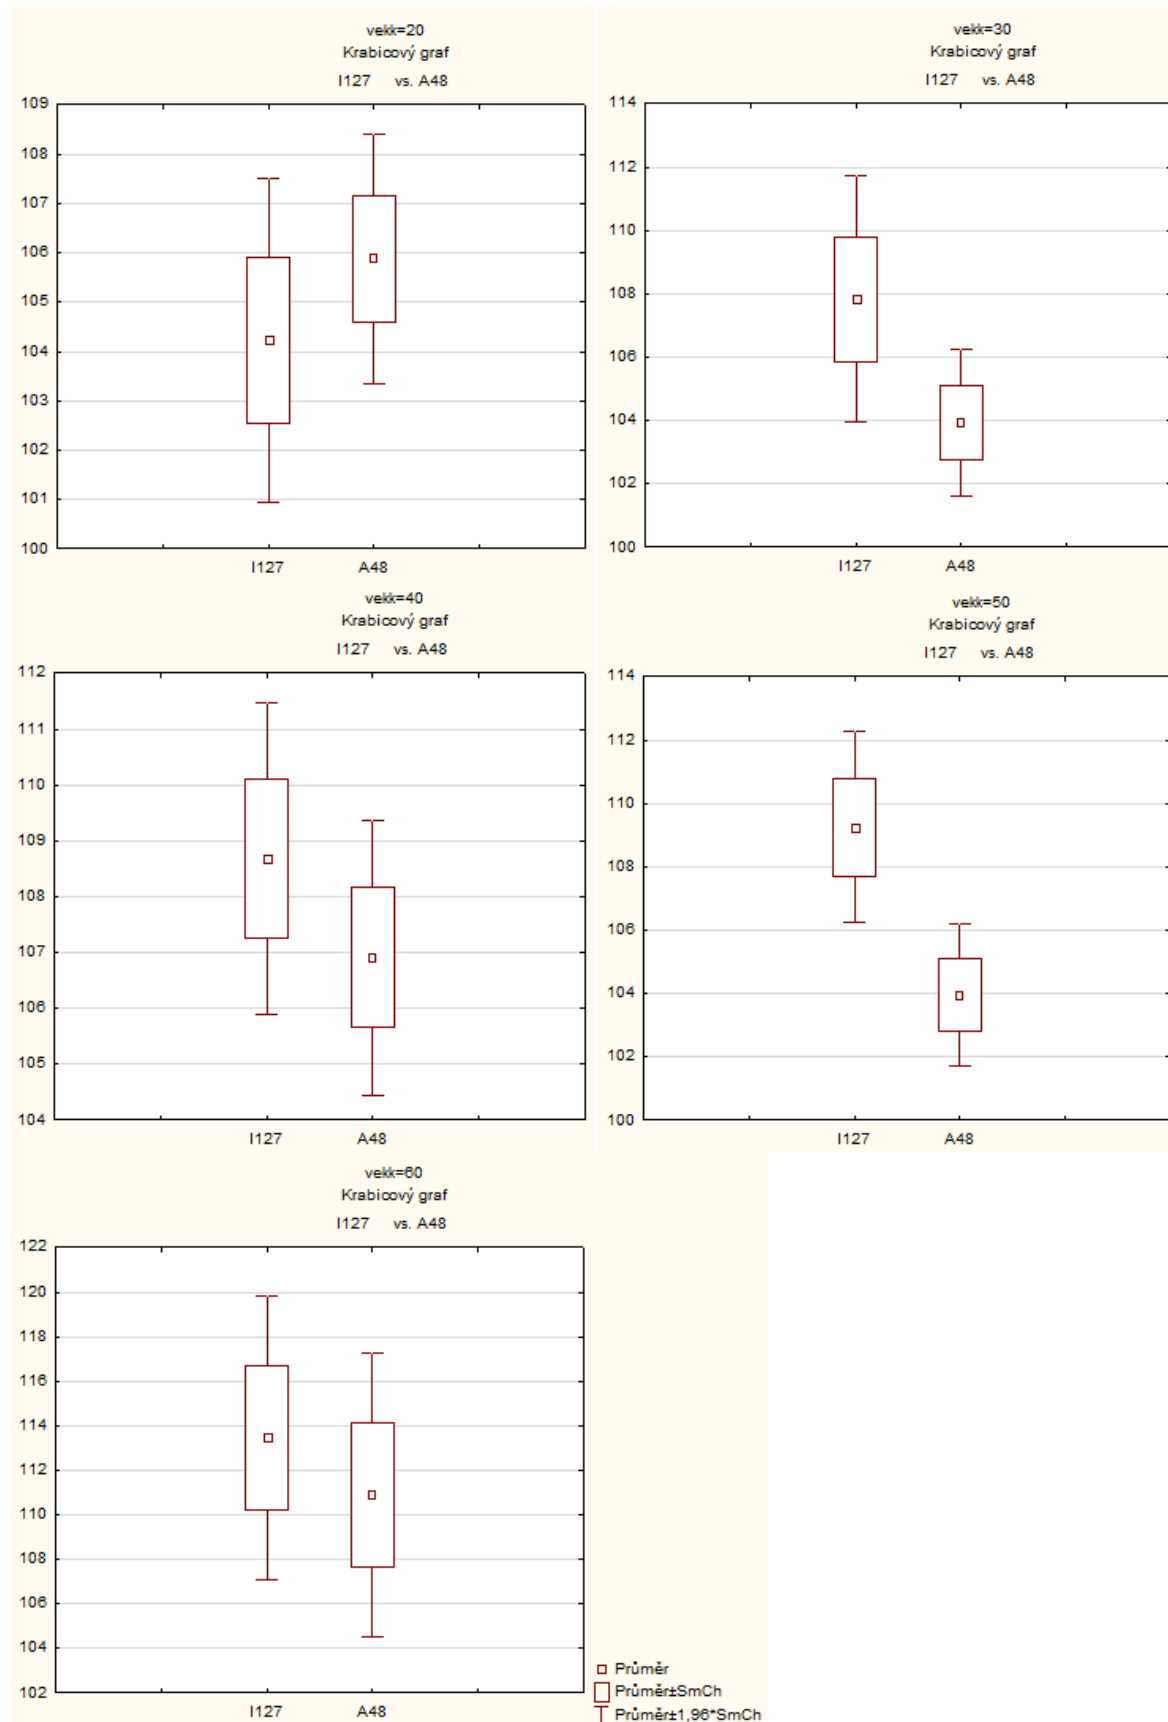 vekk=20
Krabicový graf
I127 vs. A48
109
108
107
106
105
104
103
102
101
100
I127 A48
vekk=30
Krabicový graf
I127 vs. A48
114
112
110
108
106
104
102
100
I127 A48
vekk=40
Krabicový graf
I127 vs. A48
112
111
110
109
108
107
106
105
104
I127 A48
vekk=50
Krabicový graf
I127 vs. A48
114
112
110
108
106
104
102
100
I127 A48
vekk=60
Krabicový graf
I127 vs. A48
122
120
118
116
114
112
110
108
106
104
102
I127 A48
Průměr
Průměr±SmCh
Průměr±1,96*SmCh